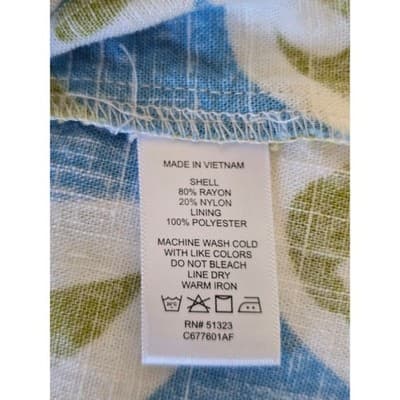 MADE IN VIETNAM
SHELL
80% RAYON
20% NYLON
LINING
100% POLYESTER
MACHINE WASH COLD
WITH LIKE COLORS
DO NOT BLEACH
LINE DRY
WARM IRON
RN# 51323
C677601AF